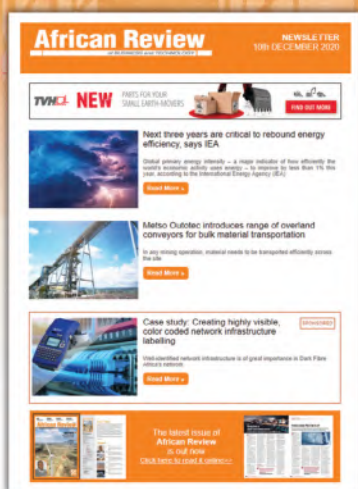 African Review
of BUSINESS and TECHNOLOGY
NEWSLETTER
10th DECEMBER 2020
TVH
NEW
PARTS FOR YOUR
SMALL EARTH-MOVERS
FIND OUT MORE
Next three years are critical to rebound energy
efficiency, says IEA
Global primary energy intensity – a major indicator of how efficiently the
world's economic activity uses energy – to improve by less than 1% this
year, according to the International Energy Agency (IEA)
Read More »
Metso Outotec introduces range of overland
conveyors for bulk material transportation
In any mining operation, material needs to be transported efficiently across
the site
Read More »
Case study: Creating highly visible,
color coded network infrastructure
labelling
SPONSORED
Well-identified network infrastructure is of great importance in Dark Fibre
Africa's network.
Read More »
The latest issue of
African Review
is out now
Click here to read it online>>